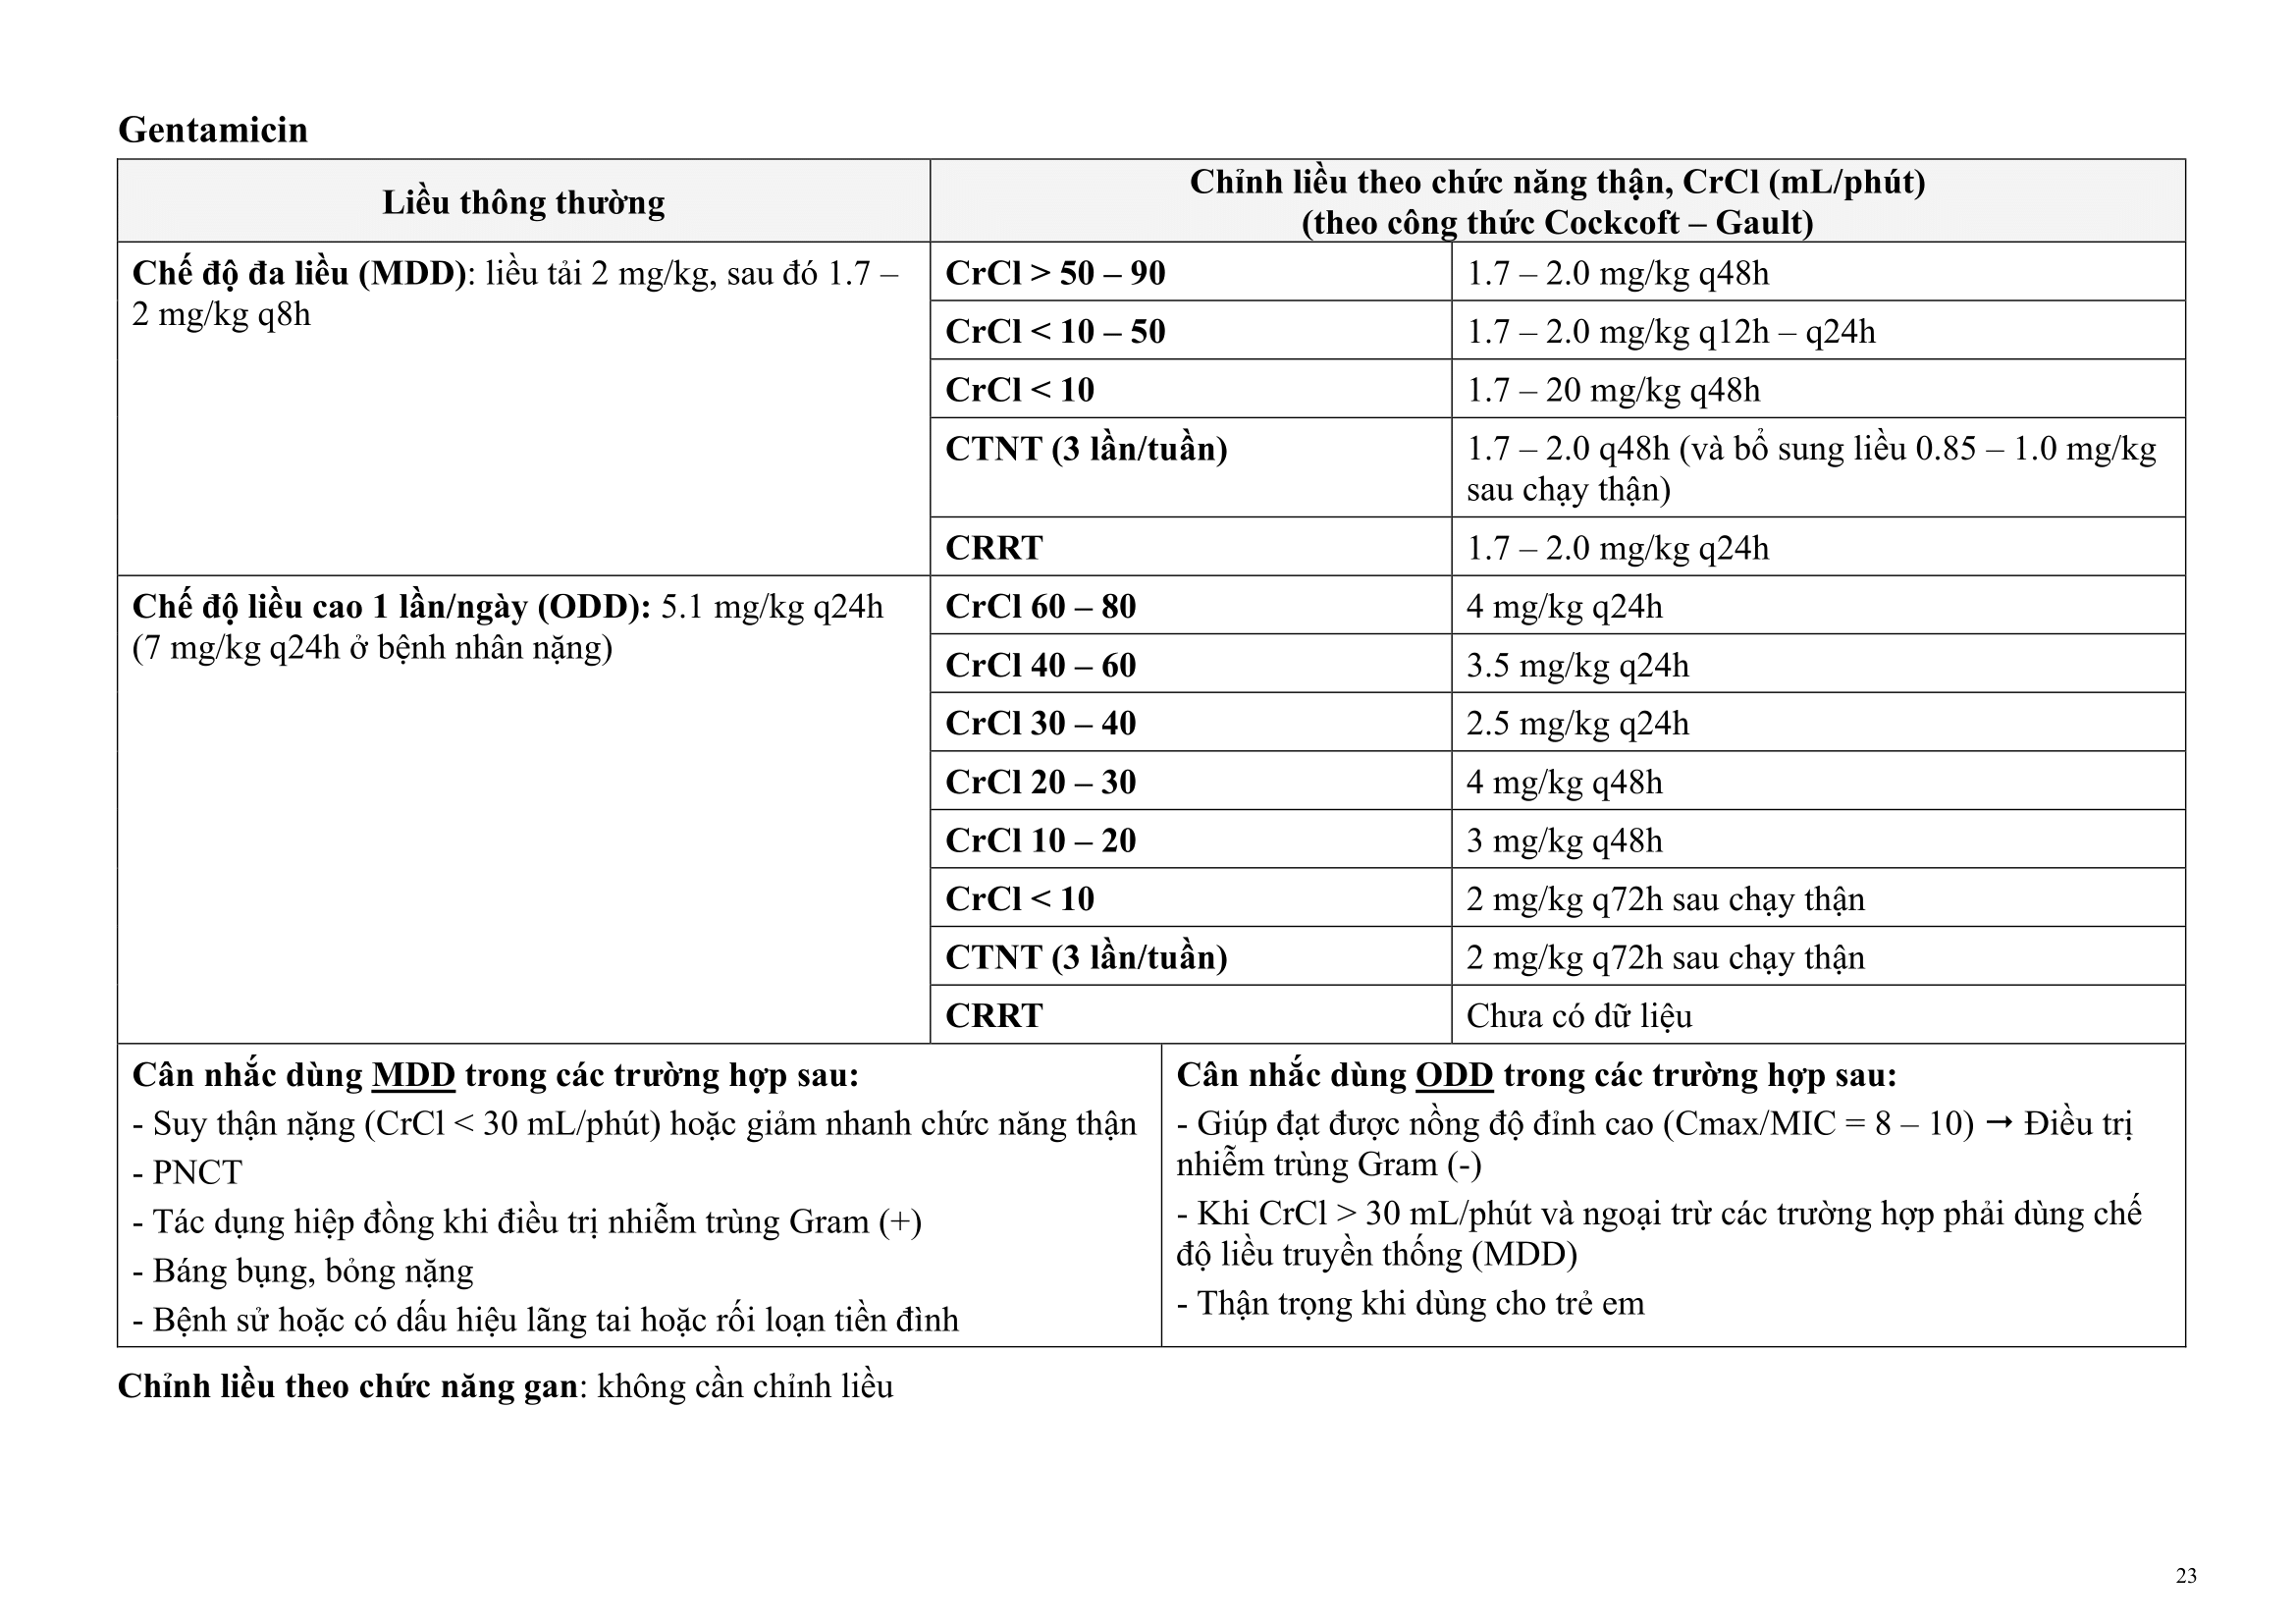 Gentamicin
Liều thông thường
Chỉnh liều theo chức năng thận, CrCl (mL/phút)
(theo công thức Cockcoft – Gault)
Chế độ đa liều (MDD): liều tải 2 mg/kg, sau đó 1.7 –
2 mg/kg q8h
CrCl > 50 – 90
1.7 – 2.0 mg/kg q48h
CrCl < 10 – 50
1.7 – 2.0 mg/kg q12h – q24h
CrCl < 10
1.7 – 20 mg/kg q48h
CTNT (3 lần/tuần)
1.7 – 2.0 q48h (và bổ sung liều 0.85 – 1.0 mg/kg
sau chạy thận)
CRRT
1.7 – 2.0 mg/kg q24h
Chế độ liều cao 1 lần/ngày (ODD): 5.1 mg/kg q24h
(7 mg/kg q24h ở bệnh nhân nặng)
CrCl 60 – 80
4 mg/kg q24h
CrCl 40 – 60
3.5 mg/kg q24h
CrCl 30 – 40
2.5 mg/kg q24h
CrCl 20 – 30
4 mg/kg q48h
CrCl 10 – 20
3 mg/kg q48h
CrCl < 10
2 mg/kg q72h sau chạy thận
CTNT (3 lần/tuần)
2 mg/kg q72h sau chạy thận
CRRT
Chưa có dữ liệu
Cân nhắc dùng MDD trong các trường hợp sau:
- Suy thận nặng (CrCl < 30 mL/phút) hoặc giảm nhanh chức năng thận
- PNCT
- Tác dụng hiệp đồng khi điều trị nhiễm trùng Gram (+)
- Báng bụng, bỏng nặng
- Bệnh sử hoặc có dấu hiệu lãng tai hoặc rối loạn tiền đình
Cân nhắc dùng ODD trong các trường hợp sau:
- Giúp đạt được nồng độ đỉnh cao (Cmax/MIC = 8 – 10) → Điều trị
nhiễm trùng Gram (-)
- Khi CrCl > 30 mL/phút và ngoại trừ các trường hợp phải dùng chế
độ liều truyền thống (MDD)
- Thận trọng khi dùng cho trẻ em
Chỉnh liều theo chức năng gan: không cần chỉnh liều
23